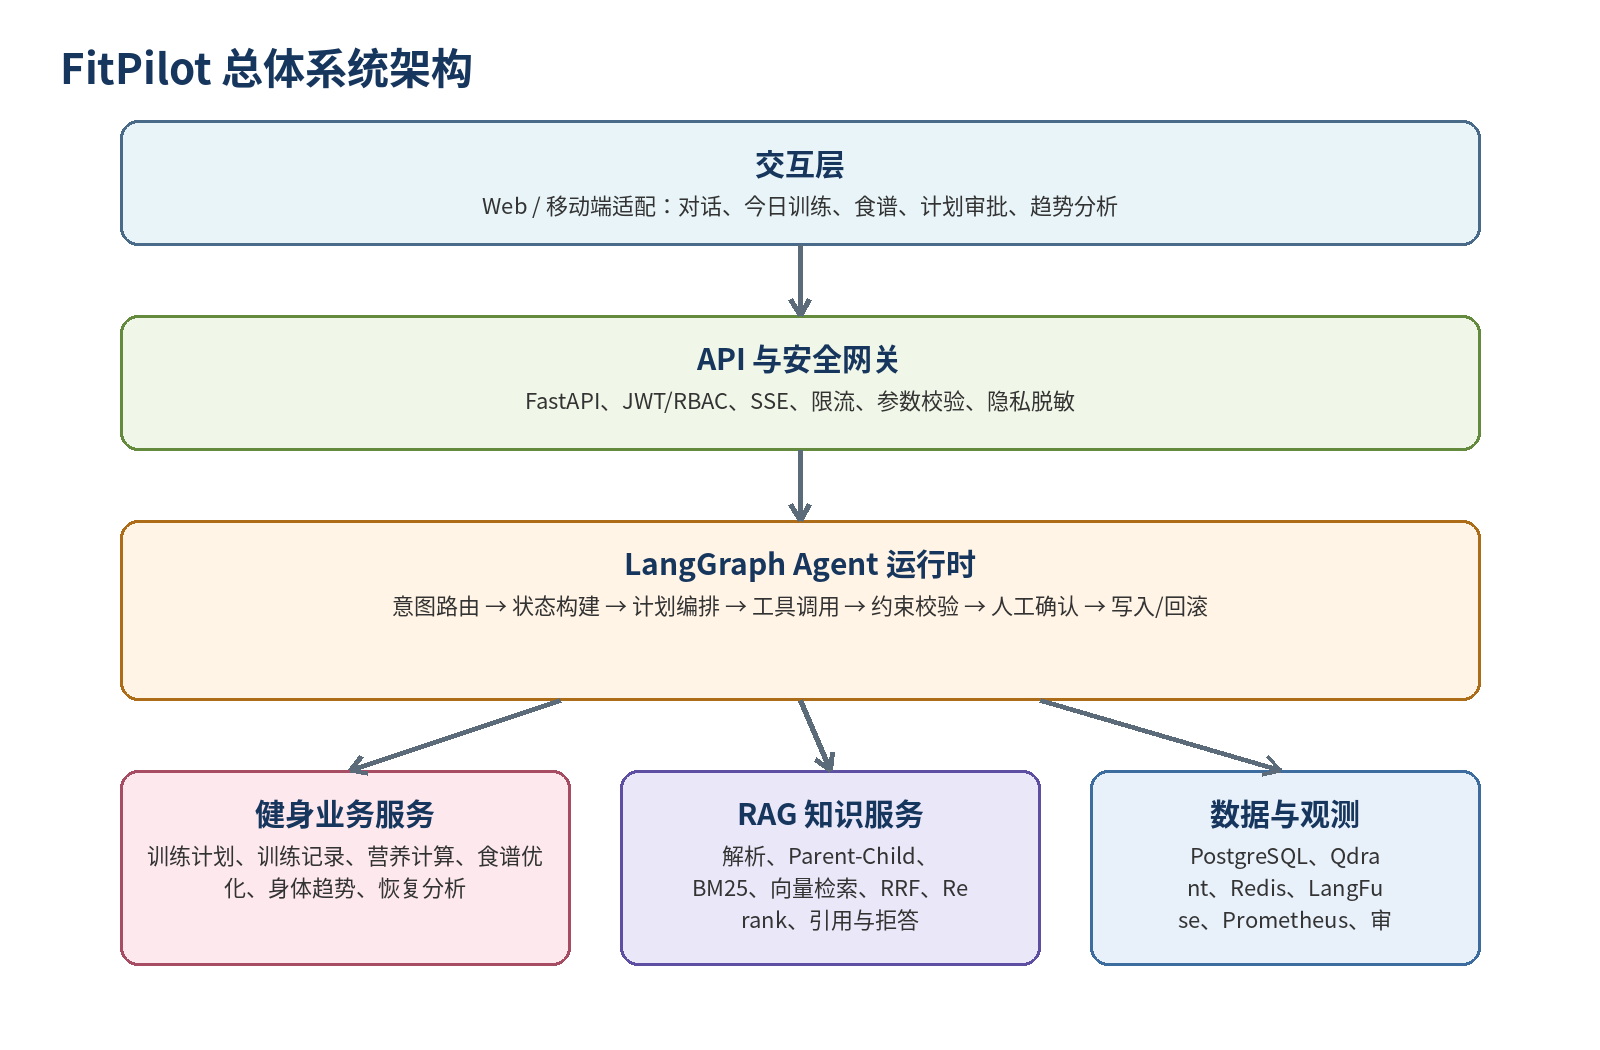 FitPilot 总体系统架构
交互层
Web / 移动端适配：对话、今日训练、食谱、计划审批、趋势分析
API 与安全网关
FastAPI、JWT/RBAC、SSE、限流、参数校验、隐私脱敏
LangGraph Agent 运行时
意图路由 → 状态构建 → 计划编排 → 工具调用 → 约束校验 → 人工确认 → 写入/回滚
健身业务服务
训练计划、训练记录、营养计算、食谱优
化、身体趋势、恢复分析
RAG 知识服务
解析、Parent-Child、
BM25、向量检索、RRF、Re
rank、引用与拒答
数据与观测
PostgreSQL、Qdra
nt、Redis、LangFu
se、Prometheus、审